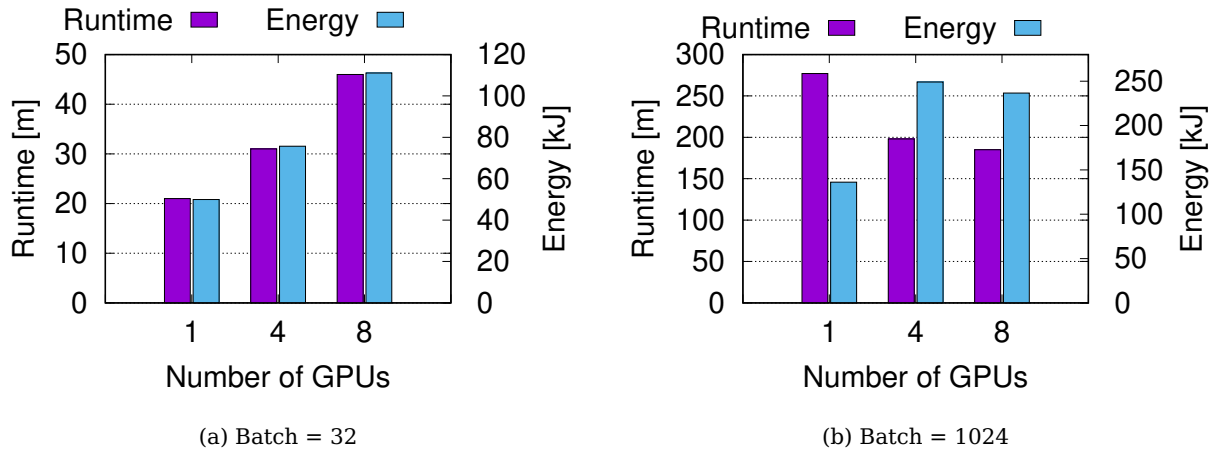 Runtime Energy
Runtime [m]
50
40
30
20
10
0
120
100
80
60
40
20
0
Energy [kJ]
1 4 8
Number of GPUs
(a) Batch = 32
Runtime Energy
Runtime [m]
300
250
200
150
100
50
0
250
200
150
100
50
0
Energy [kJ]
1 4 8
Number of GPUs
(b) Batch = 1024